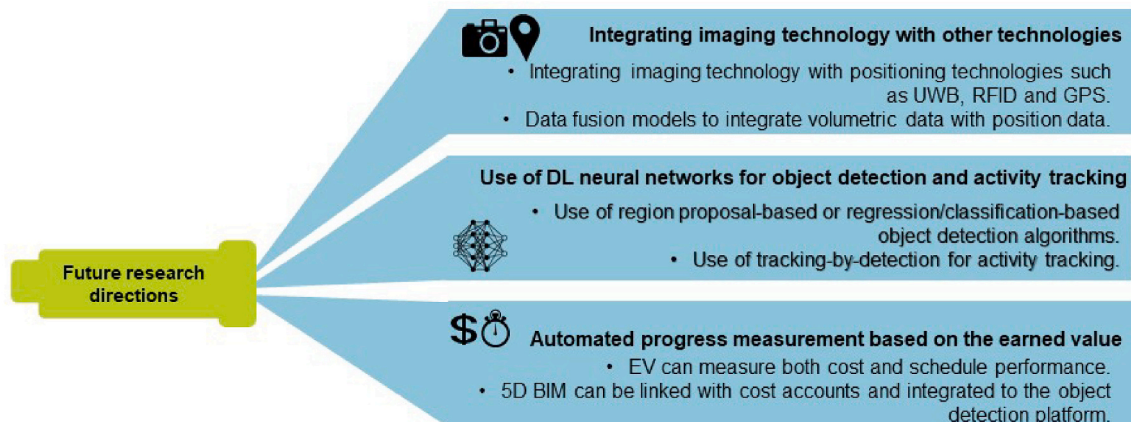 Future research
directions
Integrating imaging technology with other technologies
• Integrating imaging technology with positioning technologies such
as UWB, RFID and GPS.
• Data fusion models to integrate volumetric data with position data.
Use of DL neural networks for object detection and activity tracking
• Use of region proposal-based or regression/classification-based
object detection algorithms.
• Use of tracking-by-detection for activity tracking.
$
Automated progress measurement based on the earned value
• EV can measure both cost and schedule performance.
• 5D BIM can be linked with cost accounts and integrated to the object
detection platform.